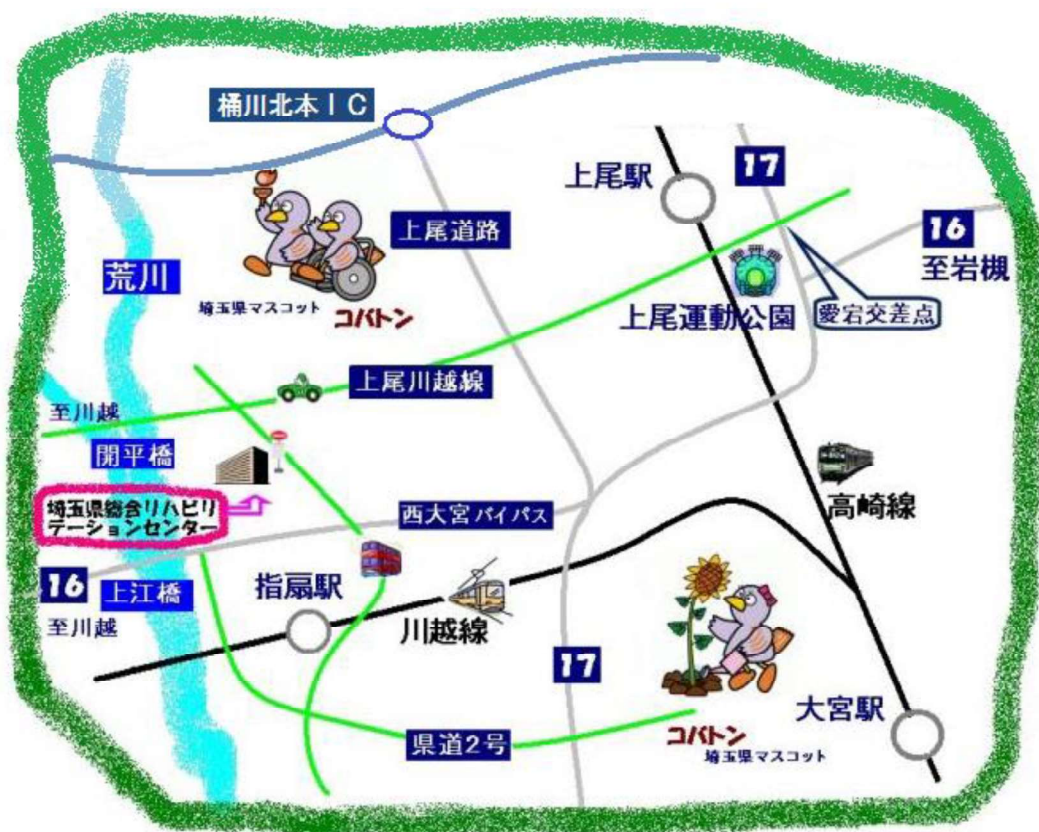 桶川北本IC
上尾駅
17
上尾道路
16
至岩槻
荒川
埼玉県マスコット
コバトン
上尾運動公園
愛宕交差点
上尾川越線
至川越
開平橋
埼玉県総合リハビリ
テーションセンター
西大宮バイパス
高崎線
16
上江橋
指扇駅
至川越
川越線
17
大宮駅
県道2号
コバトン
埼玉県マスコット